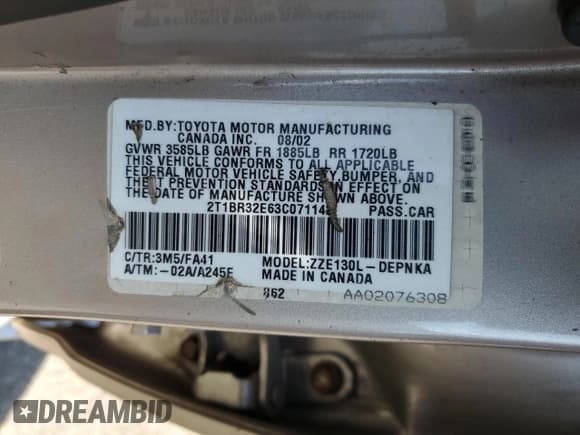 MFD.BY:TOYOTA MOTOR MANUFACTURING
CANADA INC. 08/02
GVWR 3585LB GAWR FR 1885LB RR 1720LB
THIS VEHICLE CONFORMS TO ALL APPLICABLE
FEDERAL MOTOR VEHICLE SAFETY,BUMPER, AND
THEFT PREVENTION STANDARDS IN EFFECT ON
THE DATE OF MANUFACTURE SHOWN ABOVE.
PASS.CAR
C/TR:3M5/FA41 MODEL:ZZE130L-DEPNKA
A/TM:-02A/A245E MADE IN CANADA
AA02076308
DREAMBID